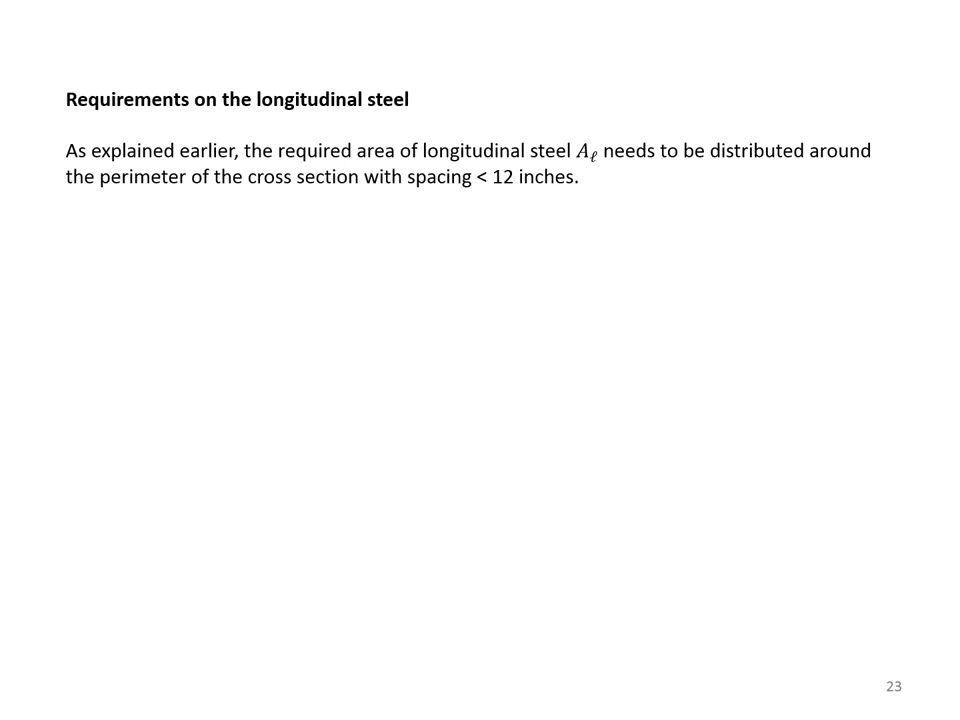 Requirements on the longitudinal steel
As explained earlier, the required area of longitudinal steel 𝐴ℓ needs to be distributed around
the perimeter of the cross section with spacing < 12 inches.
23